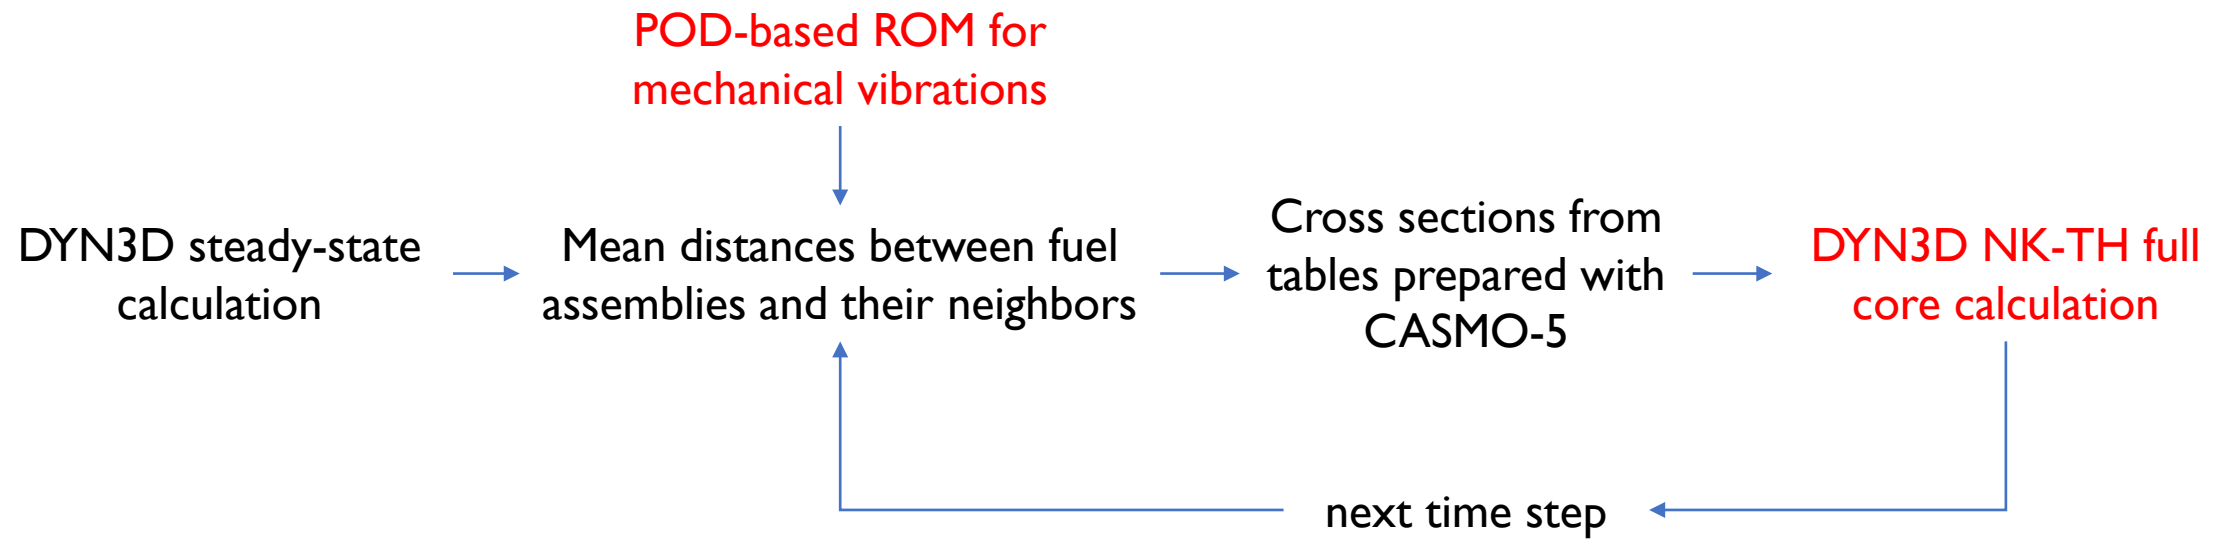 POD-based ROM for
mechanical vibrations
DYN3D steady-state
calculation
Mean distances between fuel
assemblies and their neighbors
Cross sections from
tables prepared with
CASMO-5
DYN3D NK-TH full
core calculation
next time step